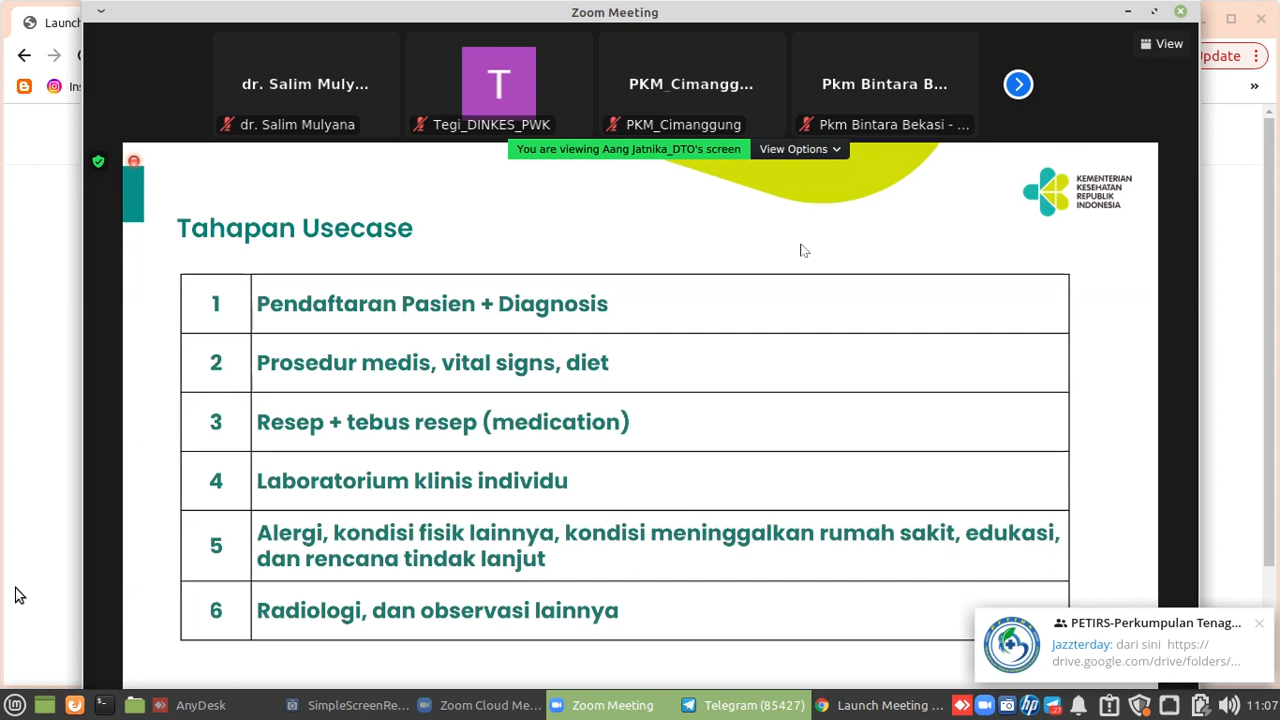 Zoom Meeting
Launch
Update
dr. Salim Muly...
T
PKM_Cimangg...
Pkm Bintara B...
View
dr. Salim Mulyana
Tegi_DINKES_PWK
PKM_Cimanggung
Pkm Bintara Bekasi - ...
You are viewing Aang Jatnika_DTO's screen
View Options
KEMENTERIAN
KESEHATAN
REPUBLIK
INDONESIA
Tahapan Usecase
1 Pendaftaran Pasien + Diagnosis
2 Prosedur medis, vital signs, diet
3 Resep + tebus resep (medication)
4 Laboratorium klinis individu
5 Alergi, kondisi fisik lainnya, kondisi meninggalkan rumah sakit, edukasi,
dan rencana tindak lanjut
6 Radiologi, dan observasi lainnya
PETIRS-Perkumpulan Tenag...
Jazzterday: dari sini https://
drive.google.com/drive/folders/...
AnyDesk
SimpleScreenRe...
Zoom Cloud Me...
Zoom Meeting
Telegram (85427)
Launch Meeting ...
11:07